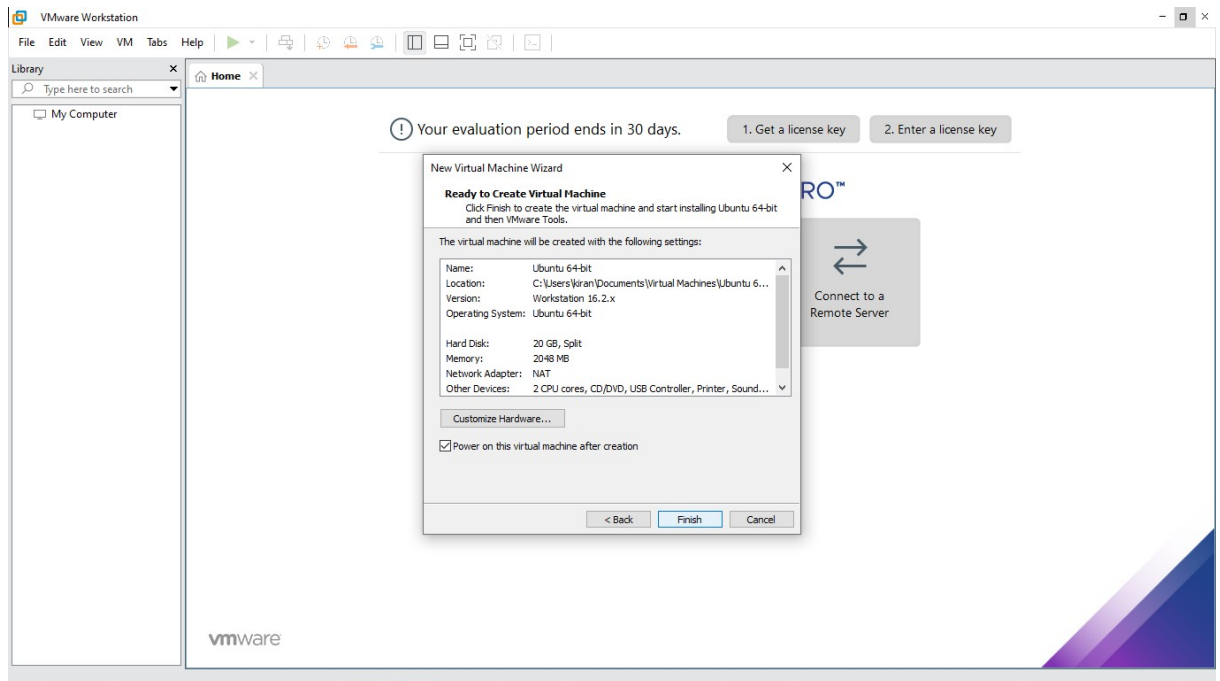 VMware Workstation
File Edit View VM Tabs Help
Library
Type here to search
My Computer
Home
Your evaluation period ends in 30 days.
1. Get a license key
2. Enter a license key
RO™
Connect to a
Remote Server
New Virtual Machine Wizard
Ready to Create Virtual Machine
Click Finish to create the virtual machine and start installing Ubuntu 64-bit
and then VMware Tools.
The virtual machine will be created with the following settings:
Name: Ubuntu 64-bit
Location: C:\Users\kiran\Documents\Virtual Machines\Ubuntu 6...
Version: Workstation 16.2.x
Operating System: Ubuntu 64-bit
Hard Disk: 20 GB, Split
Memory: 2048 MB
Network Adapter: NAT
Other Devices: 2 CPU cores, CD/DVD, USB Controller, Printer, Sound...
Customize Hardware...
Power on this virtual machine after creation
< Back Finish Cancel
vmware